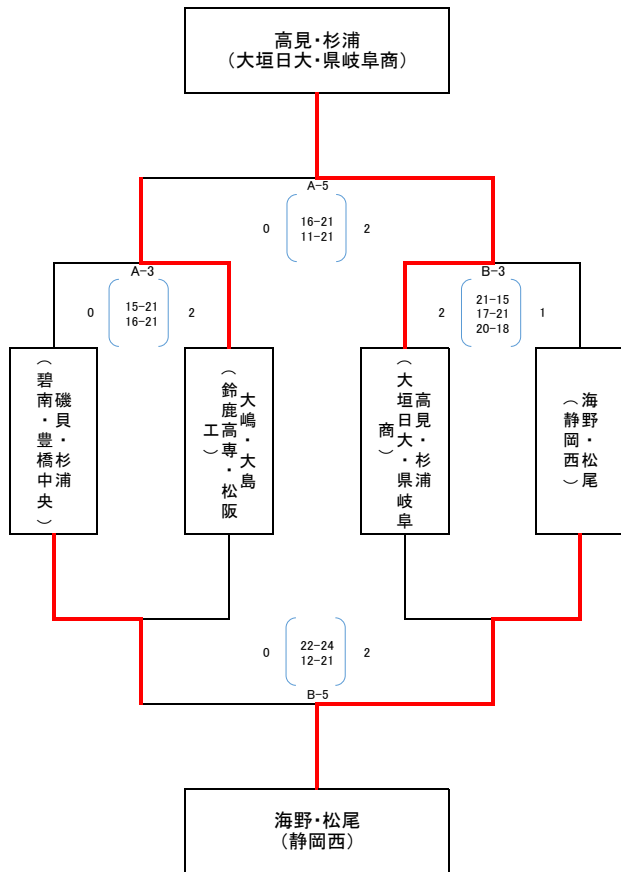 高見・杉浦
(大垣日大・県岐阜商)
A-5
0
16-21
11-21
2
A-3
0
15-21
16-21
2
B-3
2
21-15
17-21
20-18
1
磯貝・杉浦
(碧南・豊橋中央)
大嶋・大島
(鈴鹿高専・松阪
工)
高見・杉浦
(大垣日大・県岐阜
商)
海野・松尾
(静岡西)
0
22-24
12-21
2
B-5
海野・松尾
(静岡西)